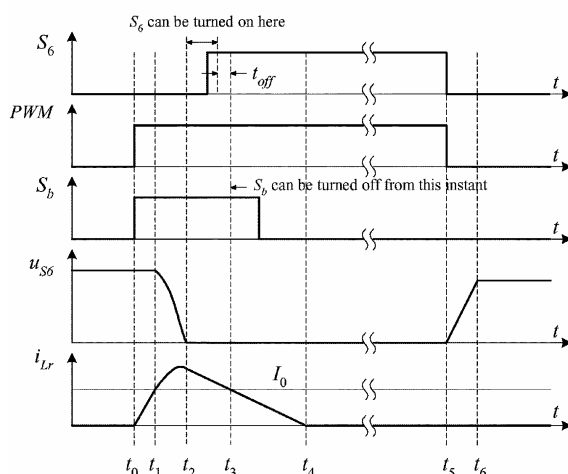 S6 can be turned on here
S6
toff
t
PWM
t
Sb
Sb can be turned off from this instant
t
uS6
t
iLr
I0
t
t0 t1 t2 t3 t4 t5 t6